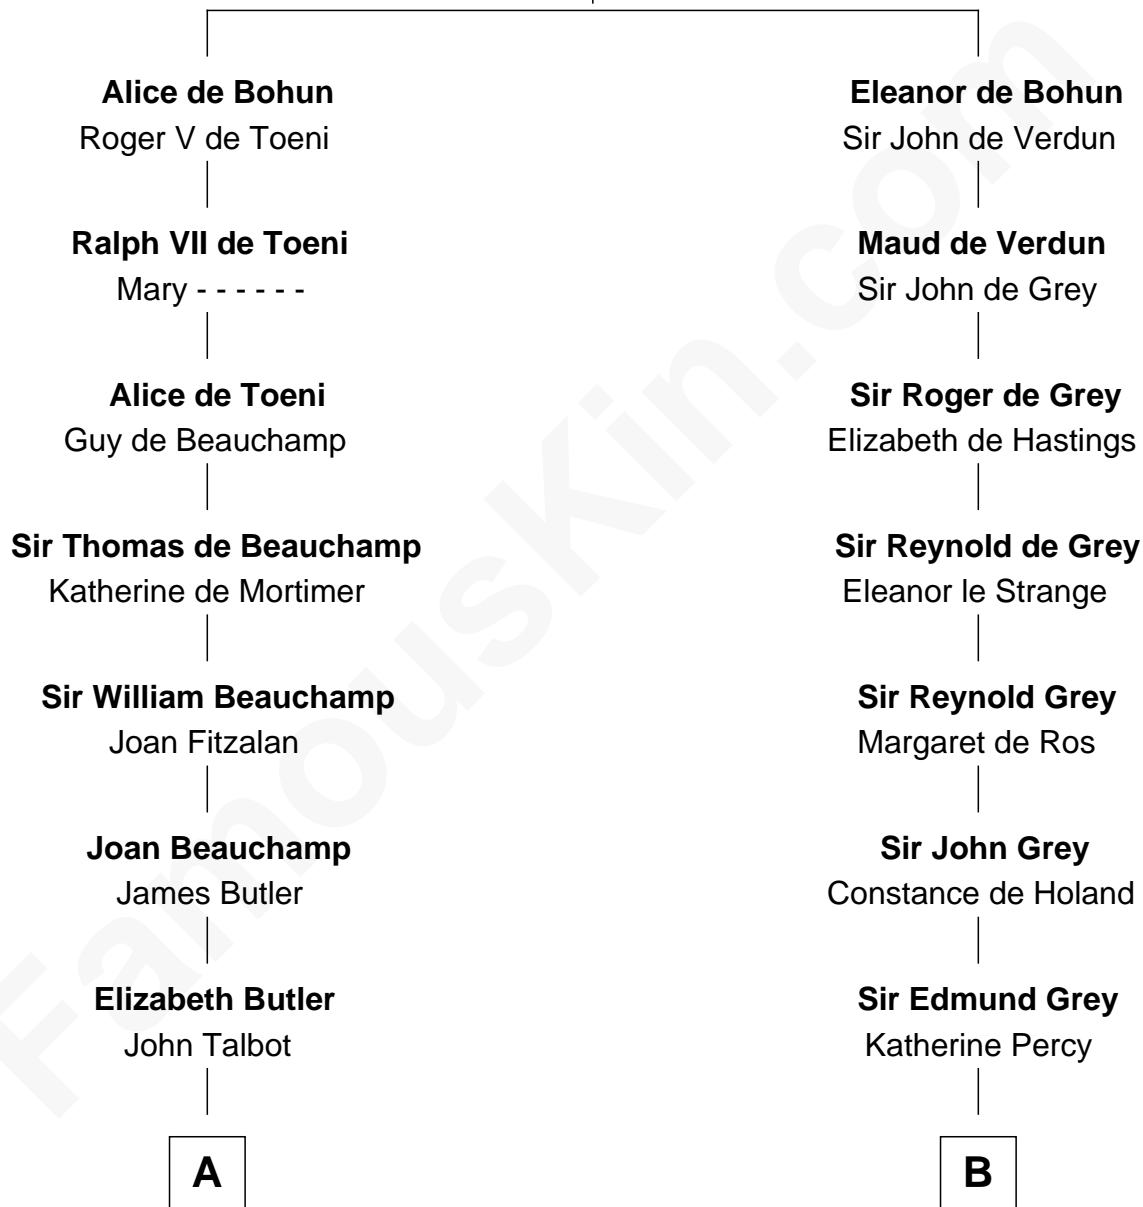 Alice de Bohun
Roger V de Toeni
Ralph VII de Toeni
Mary - - - - - -
Alice de Toeni
Guy de Beauchamp
Sir Thomas de Beauchamp
Katherine de Mortimer
Sir William Beauchamp
Joan Fitzalan
Joan Beauchamp
James Butler
Elizabeth Butler
John Talbot
A
Eleanor de Bohun
Sir John de Verdun
Maud de Verdun
Sir John de Grey
Sir Roger de Grey
Elizabeth de Hastings
Sir Reynold de Grey
Eleanor le Strange
Sir Reynold Grey
Margaret de Ros
Sir John Grey
Constance de Holand
Sir Edmund Grey
Katherine Percy
B
FamousKin.com